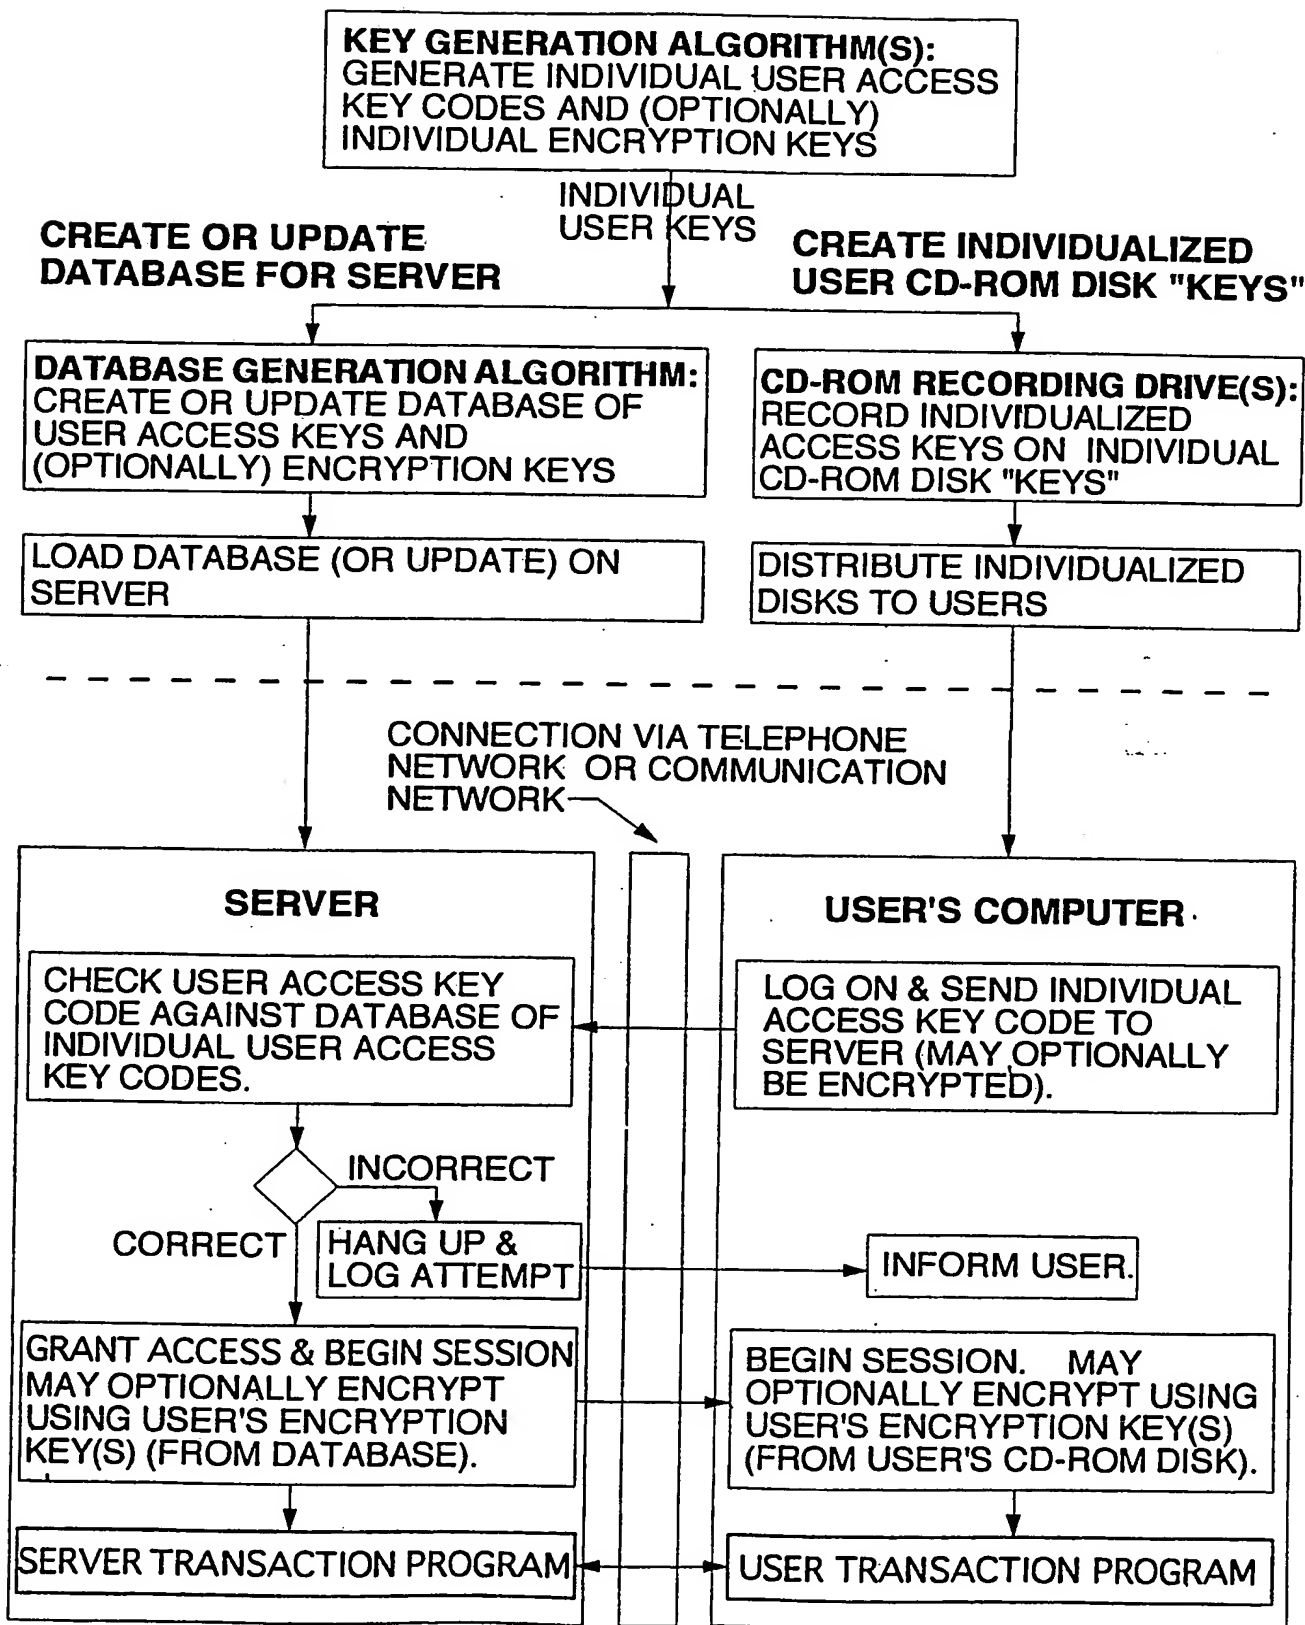 KEY GENERATION ALGORITHM(S):
GENERATE INDIVIDUAL USER ACCESS
KEY CODES AND (OPTIONALLY)
INDIVIDUAL ENCRYPTION KEYS
INDIVIDUAL
USER KEYS
CREATE OR UPDATE
DATABASE FOR SERVER
CREATE INDIVIDUALIZED
USER CD-ROM DISK "KEYS"
DATABASE GENERATION ALGORITHM:
CREATE OR UPDATE DATABASE OF
USER ACCESS KEYS AND
(OPTIONALLY) ENCRYPTION KEYS
CD-ROM RECORDING DRIVE(S):
RECORD INDIVIDUALIZED
ACCESS KEYS ON INDIVIDUAL
CD-ROM DISK "KEYS"
LOAD DATABASE (OR UPDATE) ON
SERVER
DISTRIBUTE INDIVIDUALIZED
DISKS TO USERS
CONNECTION VIA TELEPHONE
NETWORK OR COMMUNICATION
NETWORK
SERVER
CHECK USER ACCESS KEY
CODE AGAINST DATABASE OF
INDIVIDUAL USER ACCESS
KEY CODES.
USER'S COMPUTER
LOG ON & SEND INDIVIDUAL
ACCESS KEY CODE TO
SERVER (MAY OPTIONALLY
BE ENCRYPTED).
INCORRECT
CORRECT
HANG UP &
LOG ATTEMPT
INFORM USER.
GRANT ACCESS & BEGIN SESSION
MAY OPTIONALLY ENCRYPT
USING USER'S ENCRYPTION
KEY(S) (FROM DATABASE).
BEGIN SESSION. MAY
OPTIONALLY ENCRYPT USING
USER'S ENCRYPTION KEY(S)
(FROM USER'S CD-ROM DISK).
SERVER TRANSACTION PROGRAM
USER TRANSACTION PROGRAM